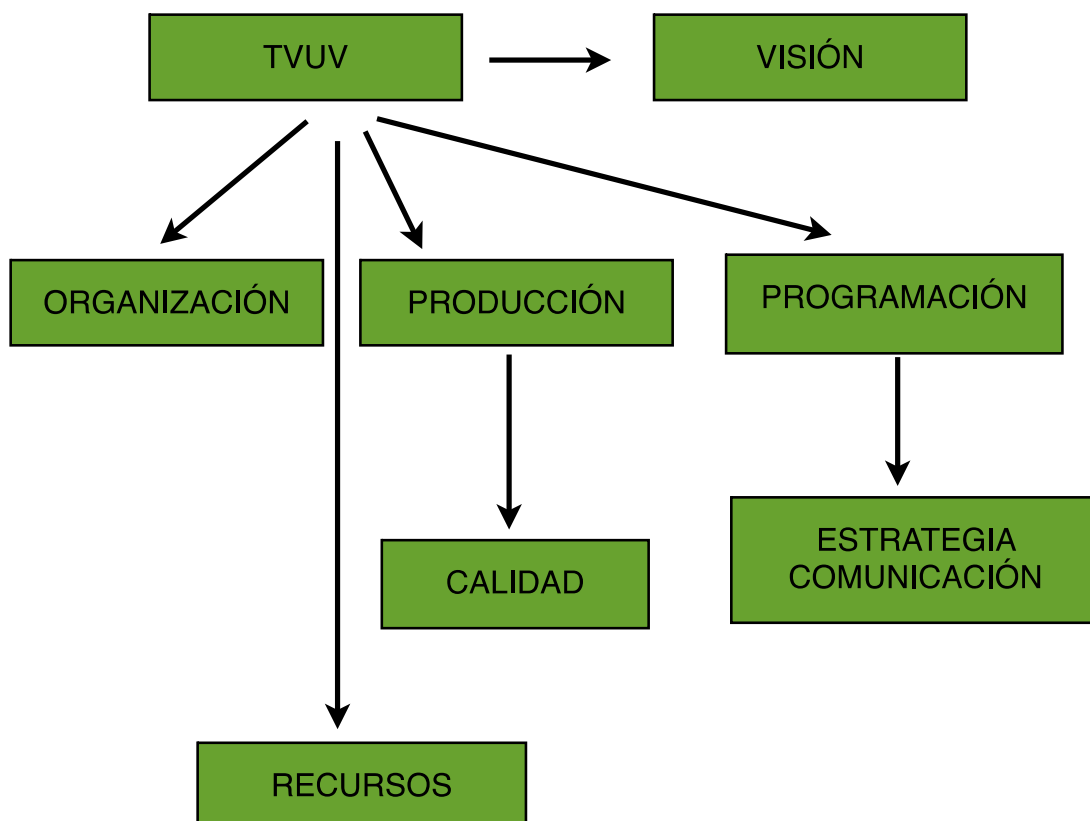 TVUV
VISIÓN
ORGANIZACIÓN
PRODUCCIÓN
PROGRAMACIÓN
CALIDAD
ESTRATEGIA
COMUNICACIÓN
RECURSOS